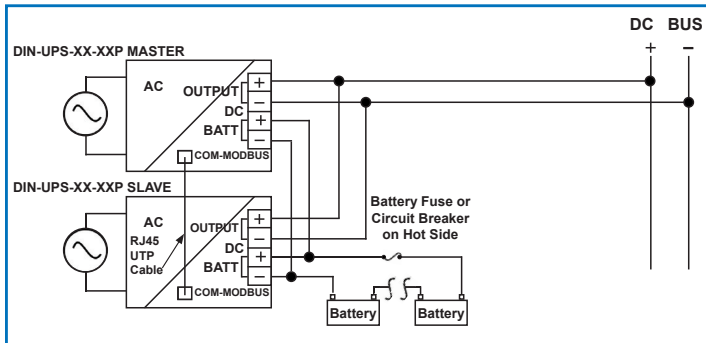 DC BUS
+ −
DIN-UPS-XX-XXP MASTER
AC
OUTPUT
+
−
DC
BATT
+
−
COM-MODBUS
DIN-UPS-XX-XXP SLAVE
AC
RJ45
UTP
Cable
OUTPUT
+
−
DC
BATT
+
−
COM-MODBUS
Battery Fuse or
Circuit Breaker
on Hot Side
Battery Battery